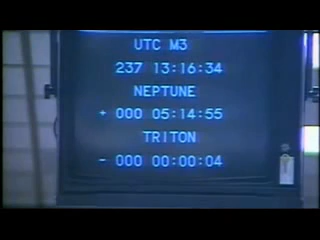 UTC M3
237 13:16:34
NEPTUNE
+ 000 05:14:55
TRITON
- 000 00:00:04